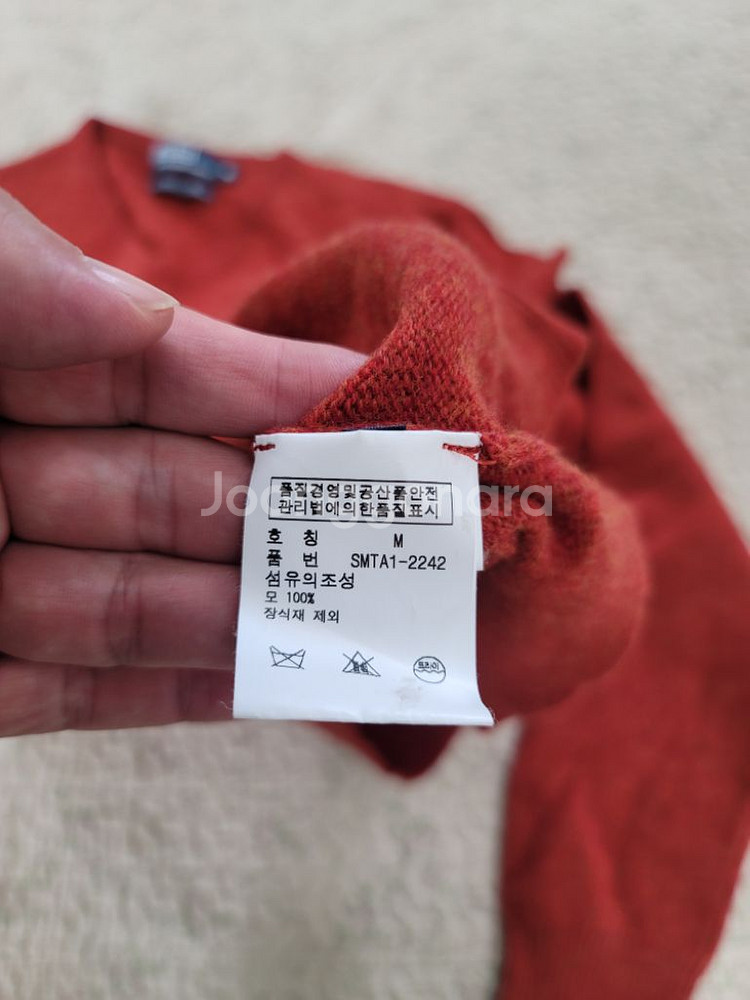 품질경영및공산품안전
관리법에의한품질표시
호 칭 M
품 번 SMTA1-2242
섬유의조성
모 100%
장식재 제외
드라이